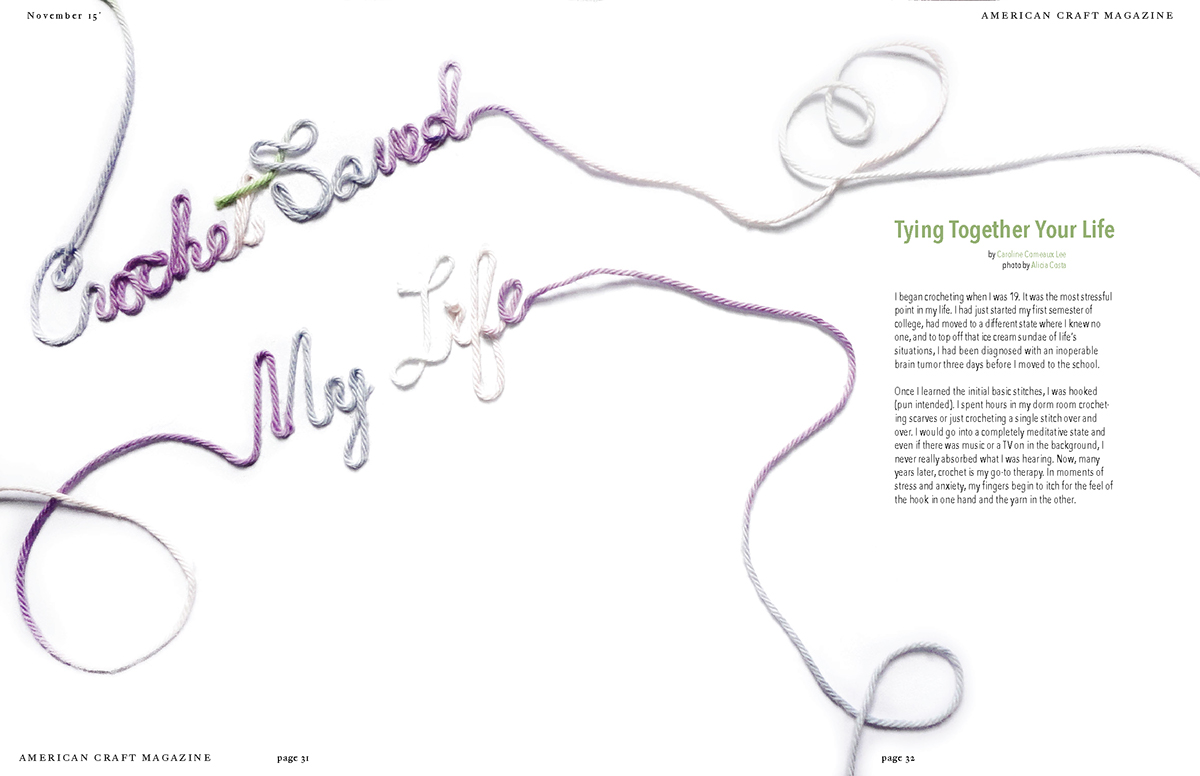 November 15'
AMERICAN CRAFT MAGAZINE
Crochet Saved
My Life
Tying Together Your Life
by Caroline Comeaux Lee
photo by Alicia Costa
I began crocheting when I was 19. It was the most stressful
point in my life. I had just started my first semester of
college, had moved to a different state where I knew no
one, and to top off that ice cream sundae of life's
situations, I had been diagnosed with an inoperable
brain tumor three days before I moved to the school.
Once I learned the initial basic stitches, I was hooked
(pun intended). I spent hours in my dorm room crochet-
ing scarves or just crocheting a single stitch over and
over. I would go into a completely meditative state and
even if there was music or a TV on in the background, I
never really absorbed what I was hearing. Now, many
years later, crochet is my go-to therapy. In moments of
stress and anxiety, my fingers begin to itch for the feel of
the hook in one hand and the yarn in the other.
AMERICAN CRAFT MAGAZINE
page 31
page 32